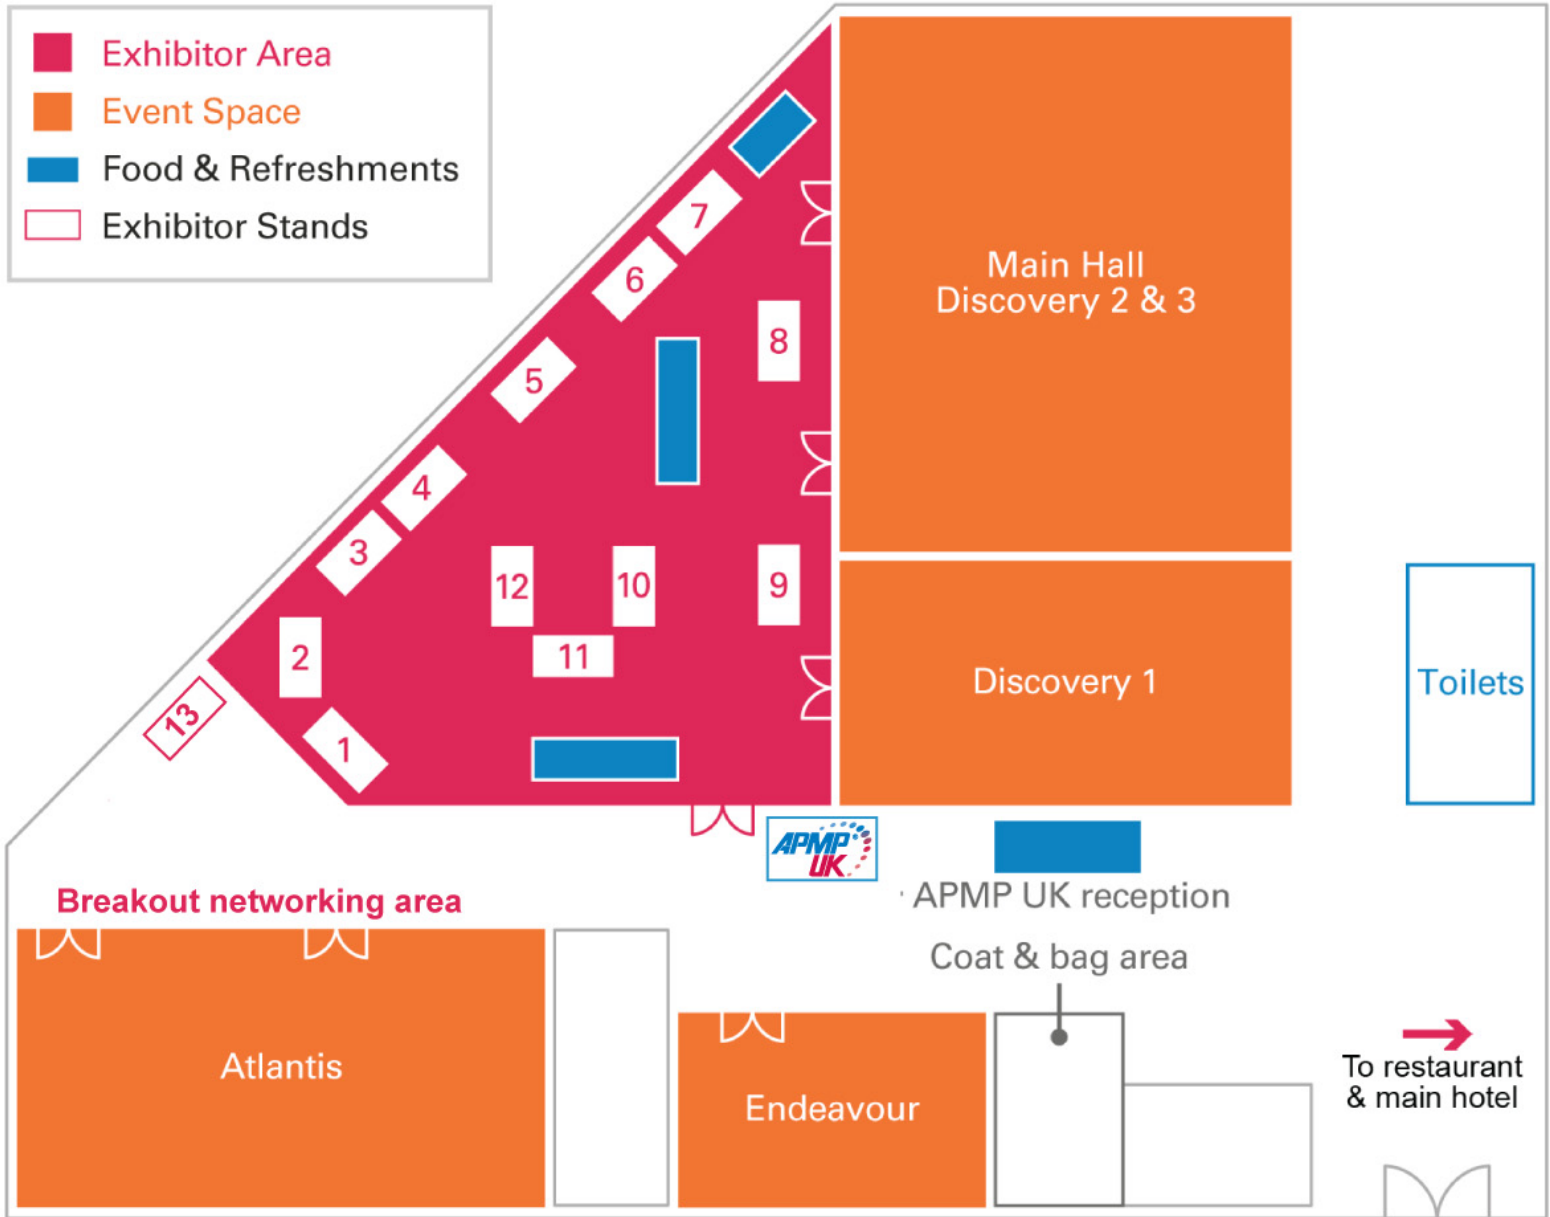 Exhibitor Area
Event Space
Food & Refreshments
Exhibitor Stands
7
6
8
5
4
3
12
10
9
2
11
13
1
Main Hall
Discovery 2 & 3
Discovery 1
Toilets
APMP
UK
APMP UK reception
Breakout networking area
Coat & bag area
Atlantis
Endeavour
To restaurant
& main hotel